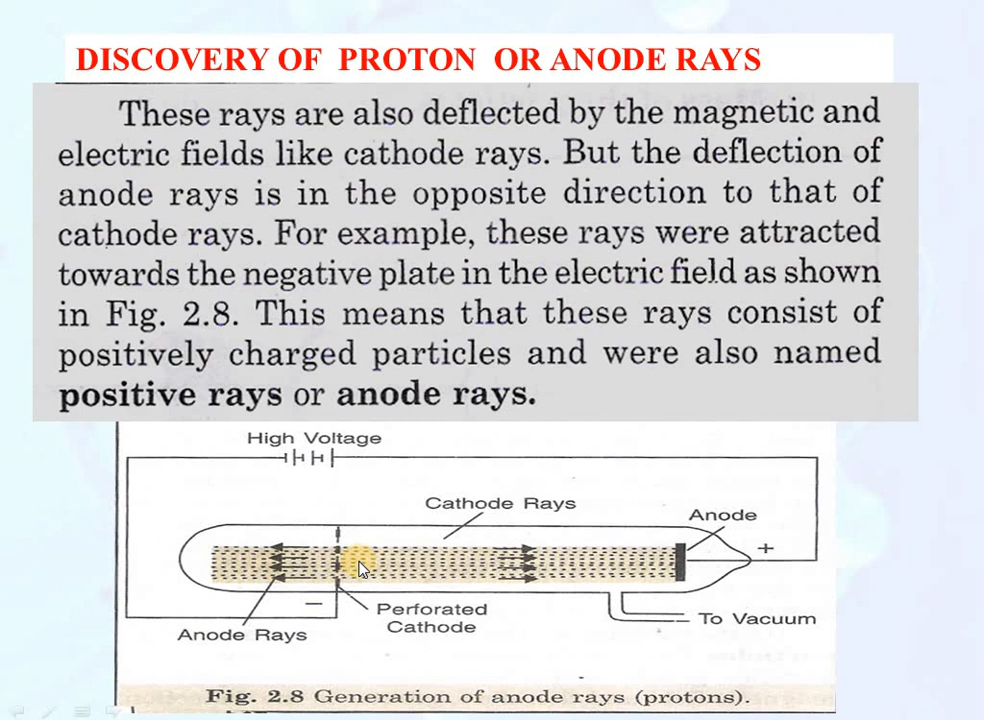 DISCOVERY OF PROTON OR ANODE RAYS
These rays are also deflected by the magnetic and
electric fields like cathode rays. But the deflection of
anode rays is in the opposite direction to that of
cathode rays. For example, these rays were attracted
towards the negative plate in the electric field as shown
in Fig. 2.8. This means that these rays consist of
positively charged particles and were also named
positive rays or anode rays.
High Voltage
Cathode Rays
Anode
+
−
Perforated
Cathode
To Vacuum
Anode Rays
Fig. 2.8 Generation of anode rays (protons).